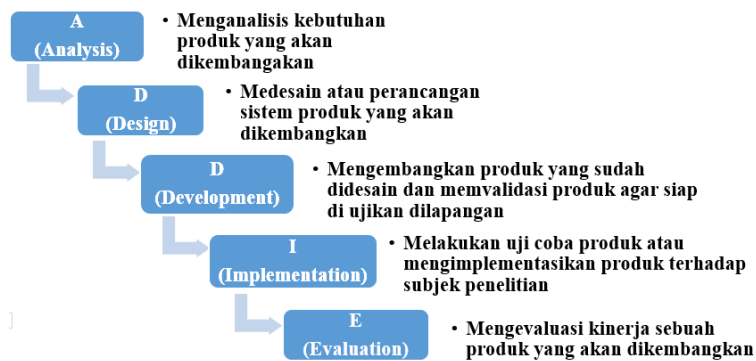 A
(Analysis)
• Menganalisis kebutuhan
produk yang akan
dikembangakan
D
(Design)
• Medesain atau perancangan
sistem produk yang akan
dikembangkan
D
(Development)
• Mengembangkan produk yang sudah
didesain dan memvalidasi produk agar siap
di ujikan dilapangan
I
(Implementation)
• Melakukan uji coba produk atau
mengimplementasikan produk terhadap
subjek penelitian
E
(Evaluation)
• Mengevaluasi kinerja sebuah
produk yang akan dikembangkan